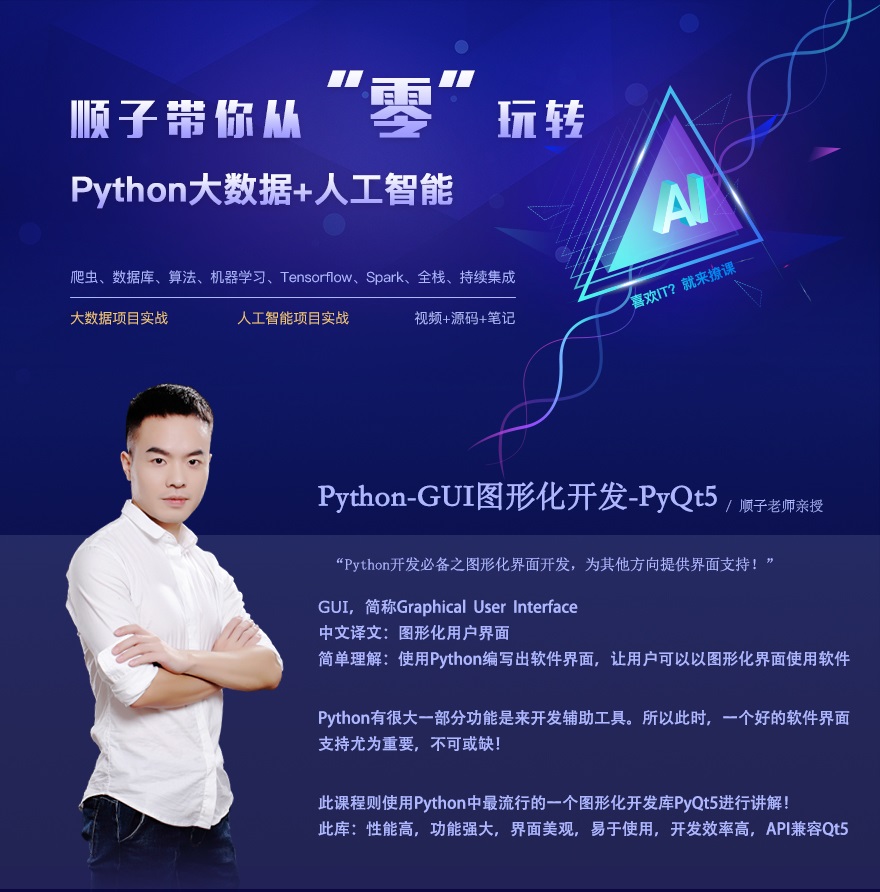 顺子带你从“零”玩转
Python大数据+人工智能
AI
喜欢IT？就来撩课
爬虫、数据库、算法、机器学习、Tensorflow、Spark、全栈、持续集成
大数据项目实战 人工智能项目实战 视频+源码+笔记
Python-GUI图形化开发-PyQt5 / 顺子老师亲授
“Python开发必备之图形化界面开发，为其他方向提供界面支持！”
GUI，简称Graphical User Interface
中文译文：图形化用户界面
简单理解：使用Python编写出软件界面，让用户可以以图形化界面使用软件
Python有很大一部分功能是来开发辅助工具。所以此时，一个好的软件界面
支持尤为重要，不可或缺！
此课程则使用Python中最流行的一个图形化开发库PyQt5进行讲解！
此库：性能高，功能强大，界面美观，易于使用，开发效率高，API兼容Qt5